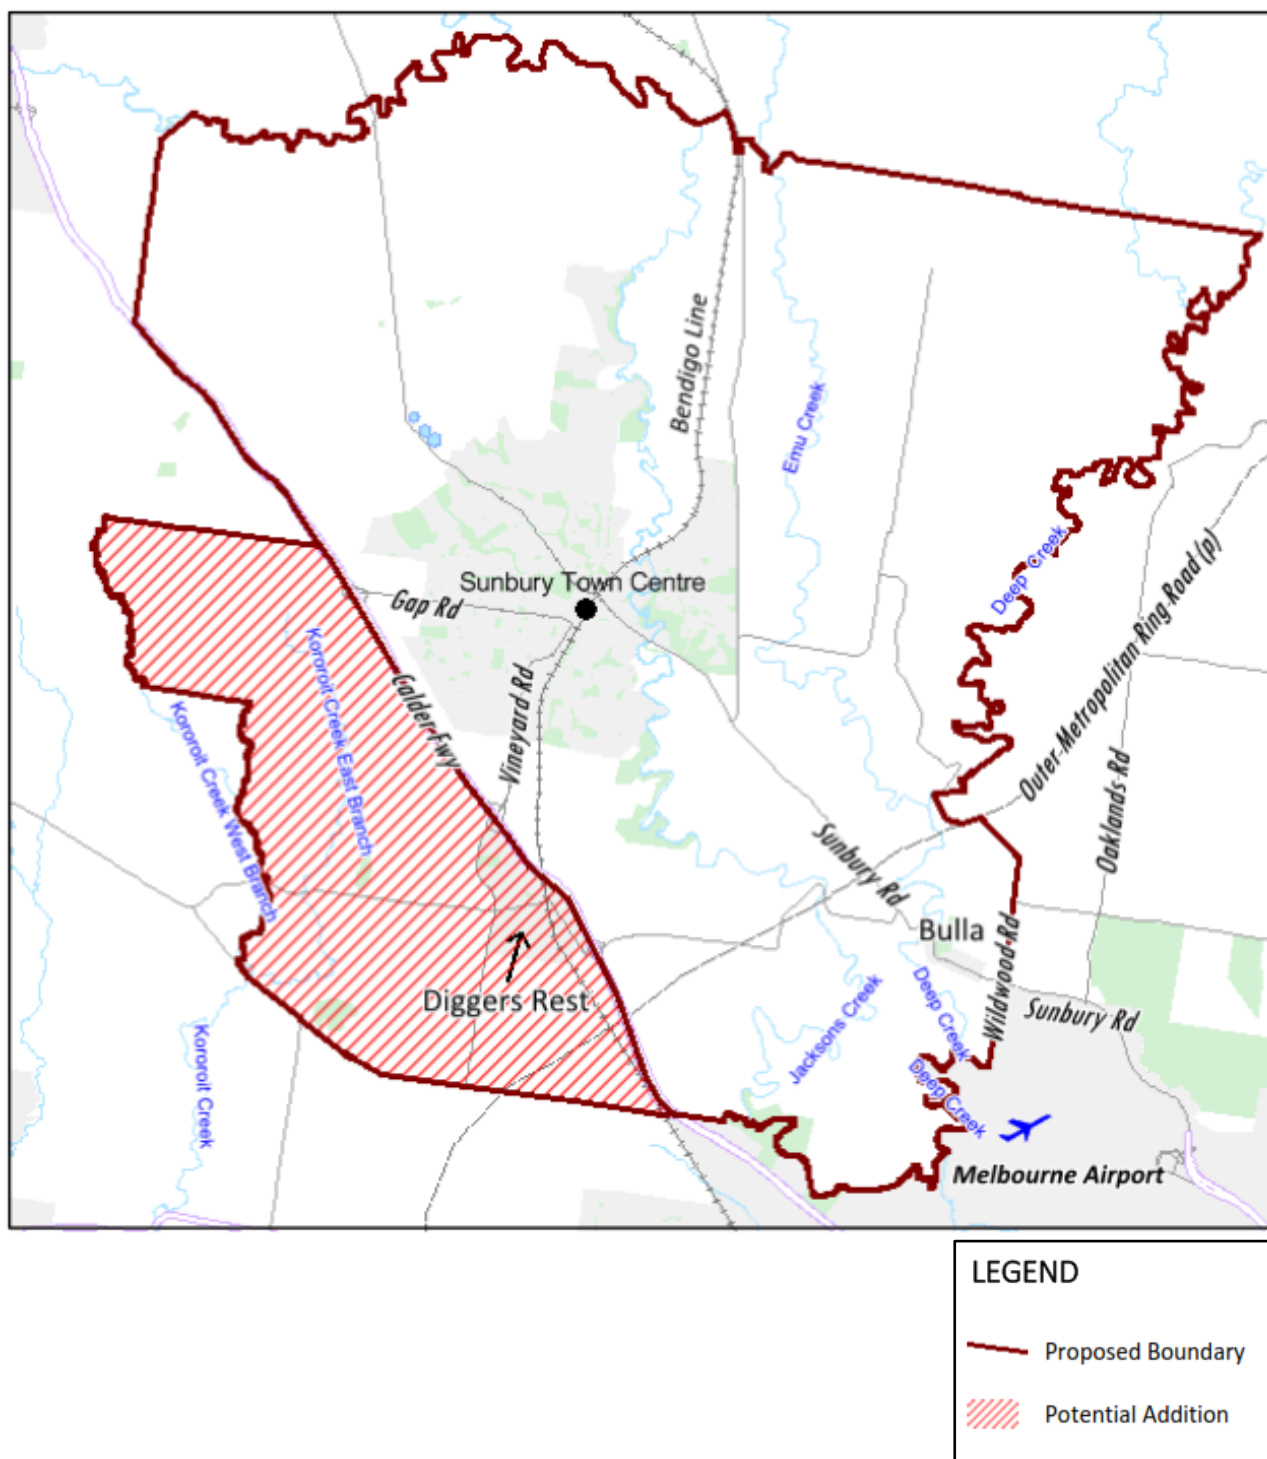 Bendigo Line
Emu Creek
Deep Creek
Outer Metropolitan Ring Road (p)
Sunbury Town Centre
Gap Rd
Kororoit Creek East Branch
Calder Fwy
Vineyard Rd
Kororoit Creek West Branch
Oaklands Rd
Sunbury Rd
Bulla
Wildwood Rd
Diggers Rest
Deep Creek
Sunbury Rd
Jacksons Creek
Kororoit Creek
Deep Creek
Melbourne Airport
LEGEND
Proposed Boundary
Potential Addition